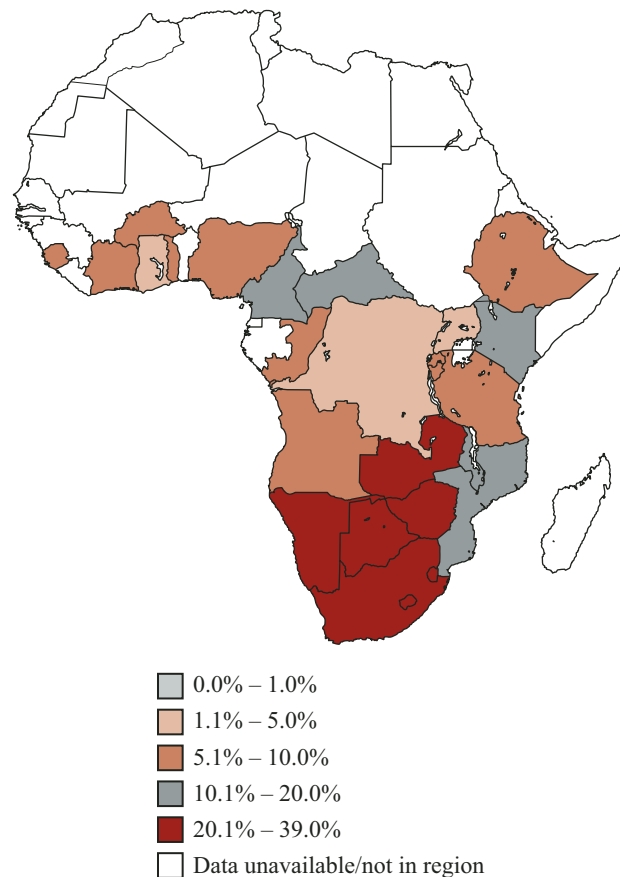 0.0% – 1.0%
1.1% – 5.0%
5.1% – 10.0%
10.1% – 20.0%
20.1% – 39.0%
Data unavailable/not in region